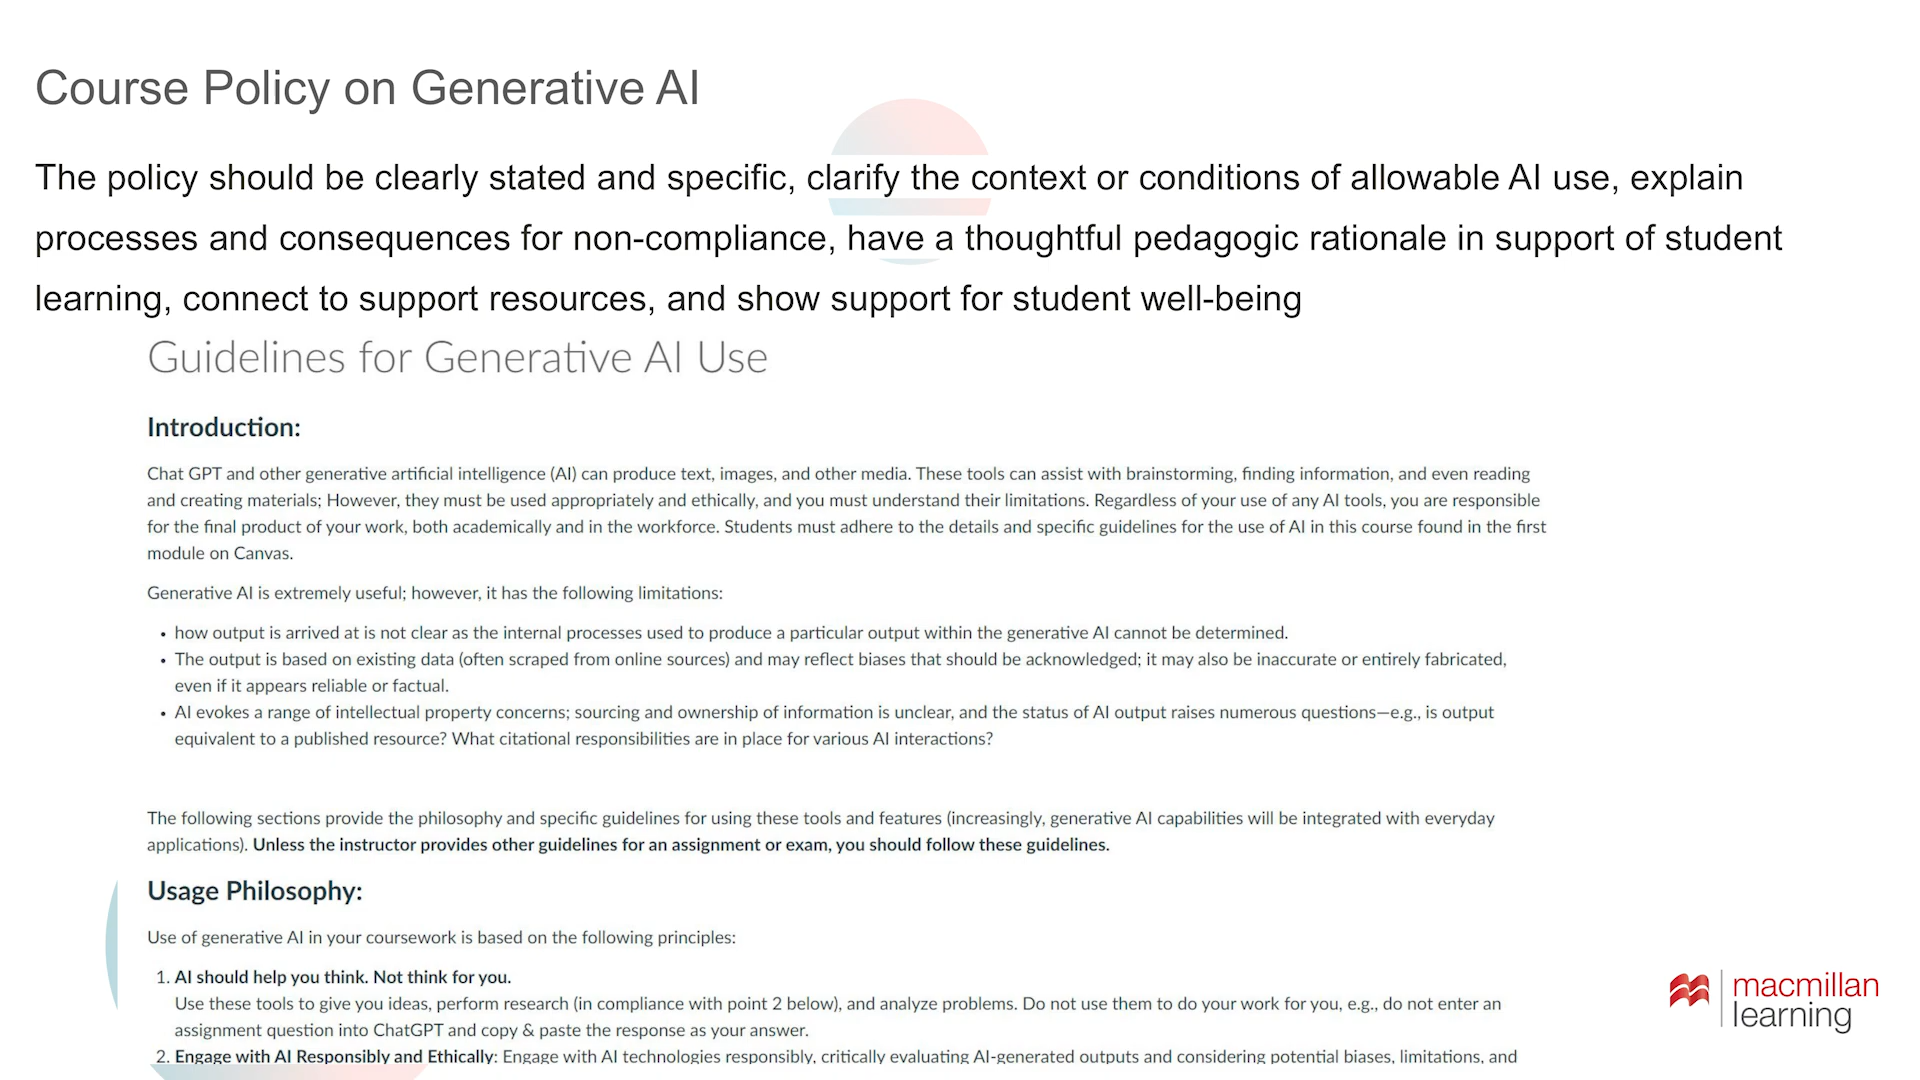 Course Policy on Generative AI
The policy should be clearly stated and specific, clarify the context or conditions of allowable AI use, explain
processes and consequences for non-compliance, have a thoughtful pedagogic rationale in support of student
learning, connect to support resources, and show support for student well-being
Guidelines for Generative AI Use
Introduction:
Chat GPT and other generative artificial intelligence (AI) can produce text, images, and other media. These tools can assist with brainstorming, finding information, and even reading
and creating materials; However, they must be used appropriately and ethically, and you must understand their limitations. Regardless of your use of any AI tools, you are responsible
for the final product of your work, both academically and in the workforce. Students must adhere to the details and specific guidelines for the use of AI in this course found in the first
module on Canvas.
Generative AI is extremely useful; however, it has the following limitations:
• how output is arrived at is not clear as the internal processes used to produce a particular output within the generative AI cannot be determined.
• The output is based on existing data (often scraped from online sources) and may reflect biases that should be acknowledged; it may also be inaccurate or entirely fabricated,
even if it appears reliable or factual.
• AI evokes a range of intellectual property concerns; sourcing and ownership of information is unclear, and the status of AI output raises numerous questions—e.g., is output
equivalent to a published resource? What citational responsibilities are in place for various AI interactions?
The following sections provide the philosophy and specific guidelines for using these tools and features (increasingly, generative AI capabilities will be integrated with everyday
applications). Unless the instructor provides other guidelines for an assignment or exam, you should follow these guidelines.
Usage Philosophy:
Use of generative AI in your coursework is based on the following principles:
1. AI should help you think. Not think for you.
Use these tools to give you ideas, perform research (in compliance with point 2 below), and analyze problems. Do not use them to do your work for you, e.g., do not enter an
assignment question into ChatGPT and copy & paste the response as your answer.
2. Engage with AI Responsibly and Ethically: Engage with AI technologies responsibly, critically evaluating AI-generated outputs and considering potential biases, limitations, and
macmillan
learning